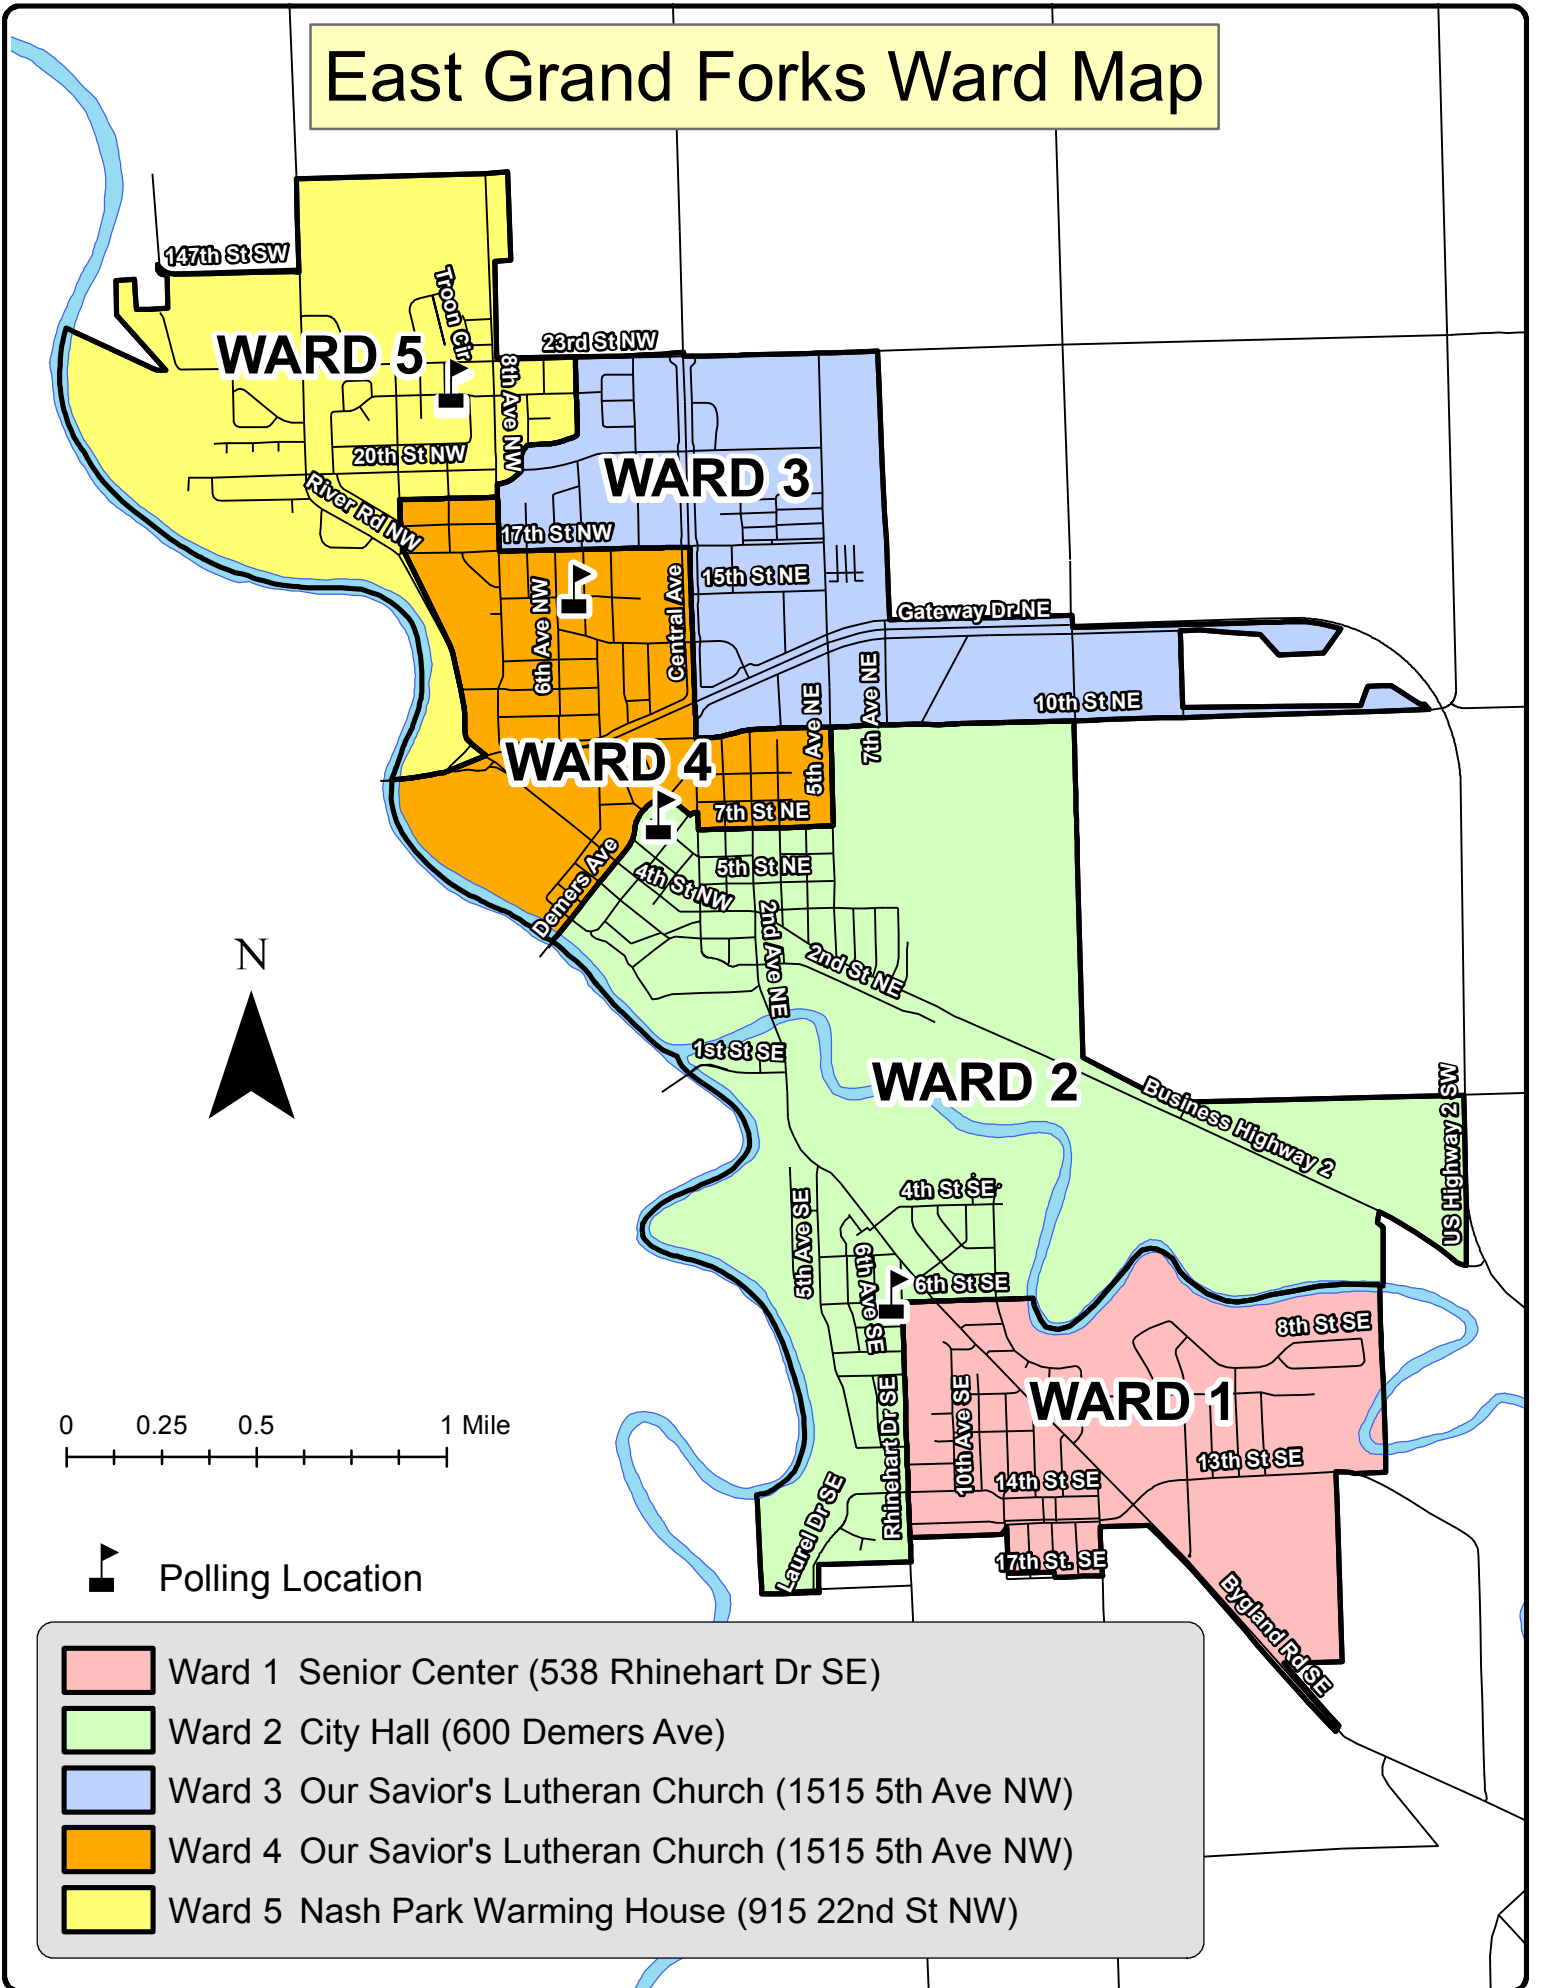 East Grand Forks Ward Map
147th St SW
Troon Cir
WARD 5
23rd St NW
8th Ave NW
20th St NW
WARD 3
River Rd NW
17th St NW
15th St NE
6th Ave NW
Central Ave
Gateway Dr NE
7th Ave NE
10th St NE
5th Ave NE
WARD 4
7th St NE
Demers Ave
5th St NE
4th St NW
2nd Ave NE
2nd St NE
N
1st St SE
WARD 2
Business Highway 2
US Highway 2 SW
4th St SE
5th Ave SE
6th Ave SE
6th St SE
8th St SE
WARD 1
Rhinehart Dr SE
10th Ave SE
13th St SE
14th St SE
Laurel Dr SE
17th St. SE
Bygland Rd SE
0 0.25 0.5 1 Mile
Polling Location
Ward 1 Senior Center (538 Rhinehart Dr SE)
Ward 2 City Hall (600 Demers Ave)
Ward 3 Our Savior's Lutheran Church (1515 5th Ave NW)
Ward 4 Our Savior's Lutheran Church (1515 5th Ave NW)
Ward 5 Nash Park Warming House (915 22nd St NW)